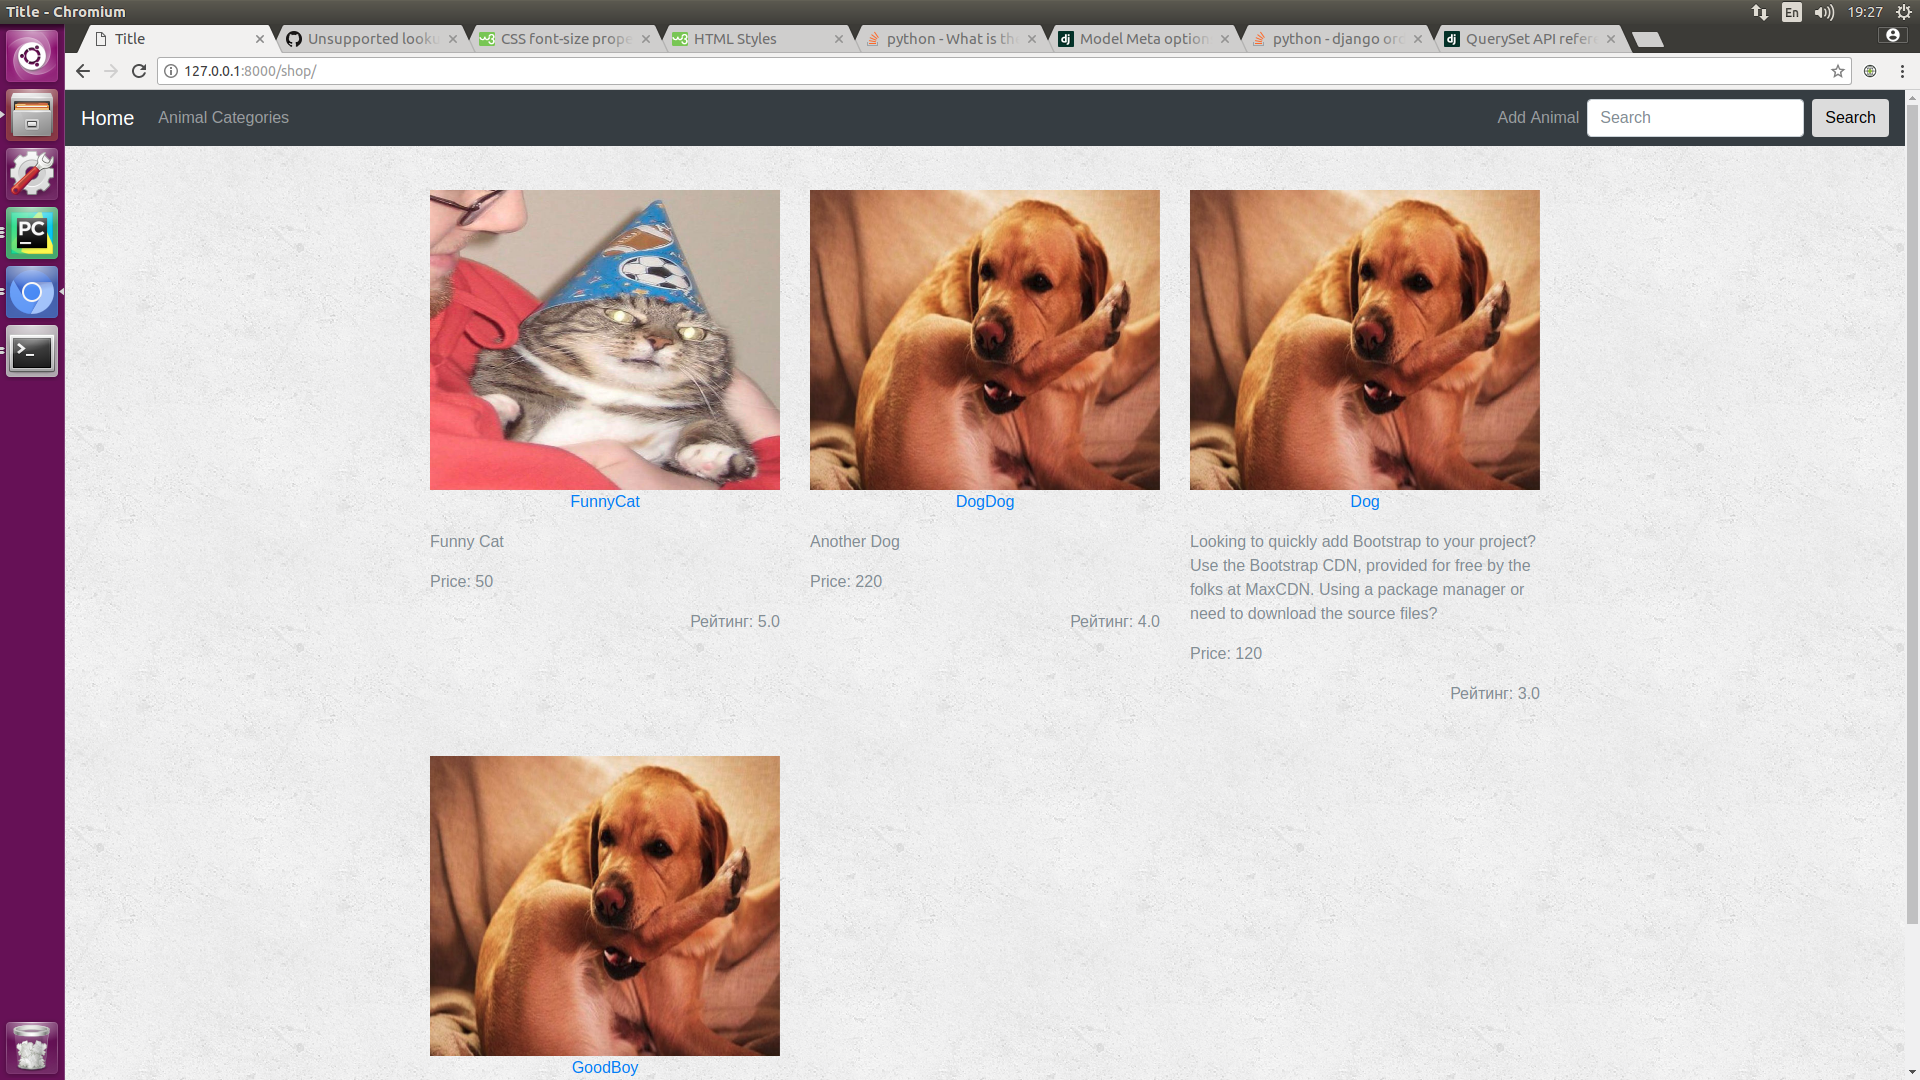 Title - Chromium
En
19:27
Title
Unsupported looku
CSS font-size prope
HTML Styles
python - What is th
Model Meta option
python - django ord
QuerySet API refer
127.0.0.1:8000/shop/
Home
Animal Categories
Add Animal
Search
Search
FunnyCat
Funny Cat
Price: 50
Рейтинг: 5.0
DogDog
Another Dog
Price: 220
Рейтинг: 4.0
Dog
Looking to quickly add Bootstrap to your project?
Use the Bootstrap CDN, provided for free by the
folks at MaxCDN. Using a package manager or
need to download the source files?
Price: 120
Рейтинг: 3.0
GoodBoy
PC